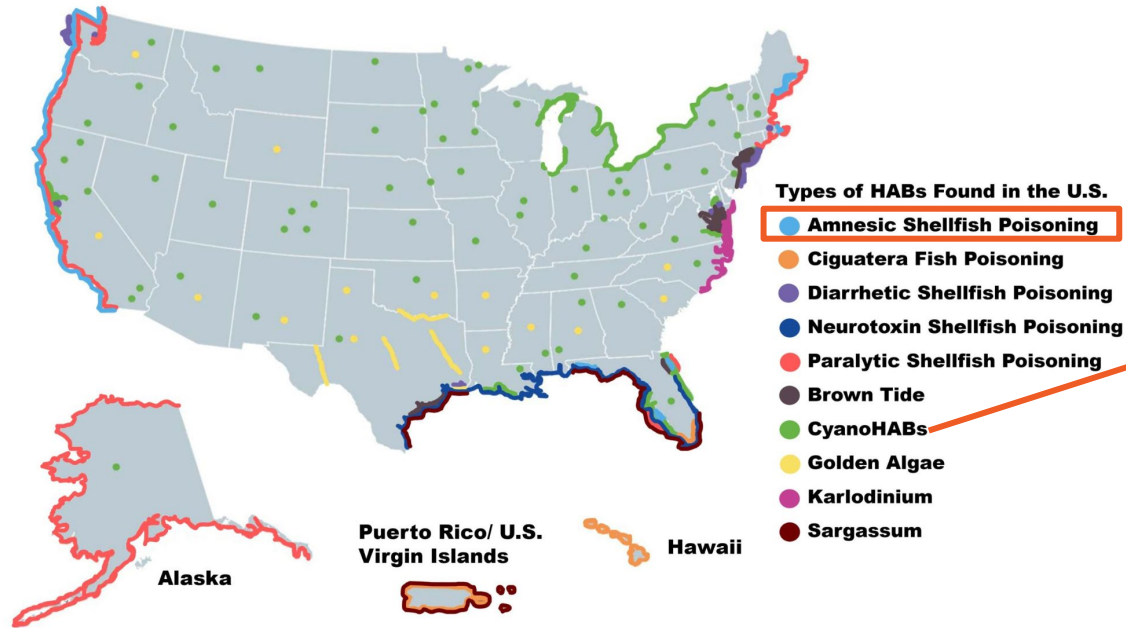 Types of HABs Found in the U.S.
Amnesic Shellfish Poisoning
Ciguatera Fish Poisoning
Diarrhetic Shellfish Poisoning
Neurotoxin Shellfish Poisoning
Paralytic Shellfish Poisoning
Brown Tide
CyanoHABs
Golden Algae
Karlodinium
Sargassum
Alaska
Puerto Rico/ U.S.
Virgin Islands
Hawaii